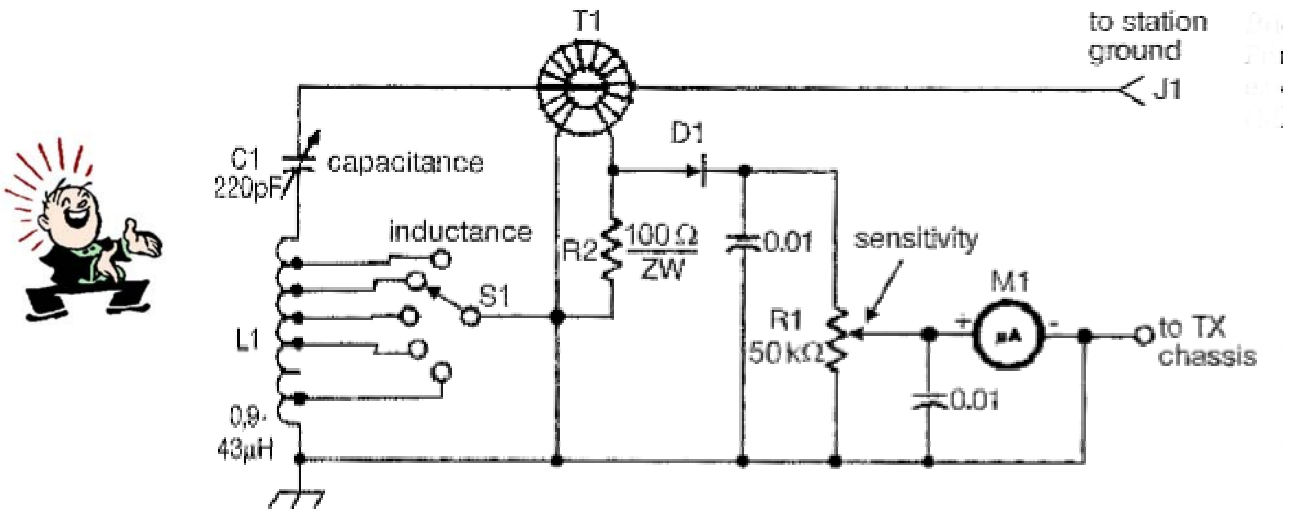 T1
to station
ground
J1
D1
C1
220pF
capacitance
inductance
R2
100 Ω
ZW
0.01
sensitivity
S1
M1
L1
R1
50 kΩ
+
µA
-
to TX
chassis
0.01
0,9-
43µH